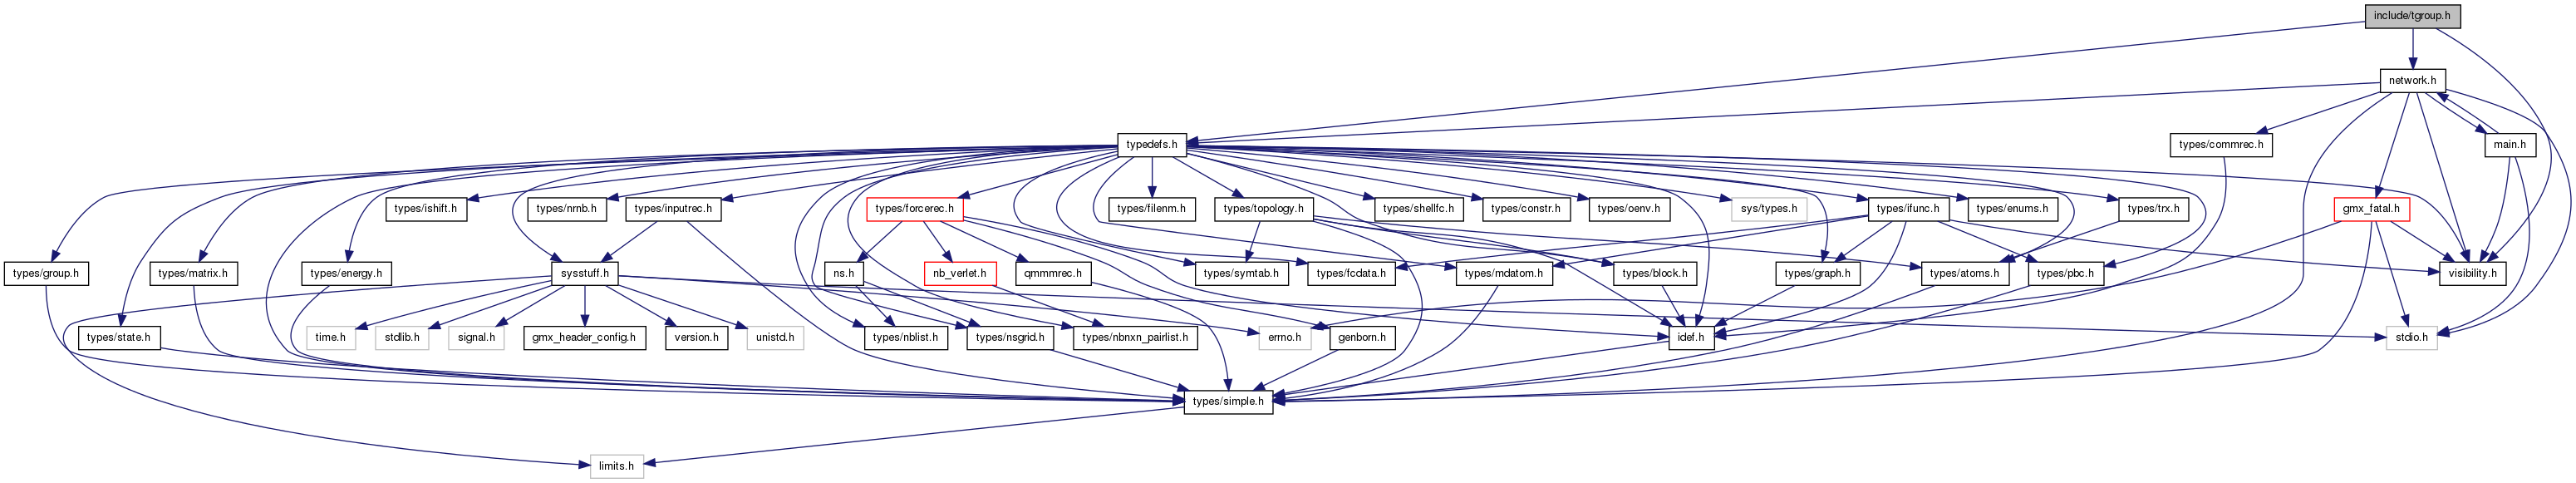 include/tgroup.h
network.h
typedefs.h
types/commrec.h
main.h
types/ishift.h
types/nrnb.h
types/inputrec.h
types/forcerec.h
types/filenm.h
types/topology.h
types/shellfc.h
types/constr.h
types/oenv.h
sys/types.h
types/ifunc.h
types/enums.h
types/trx.h
gmx_fatal.h
types/group.h
types/matrix.h
types/energy.h
sysstuff.h
ns.h
nb_verlet.h
qmmmrec.h
types/symtab.h
types/fcdata.h
types/mdatom.h
types/block.h
types/graph.h
types/atoms.h
types/pbc.h
visibility.h
types/state.h
time.h
stdlib.h
signal.h
gmx_header_config.h
version.h
unistd.h
types/nblist.h
types/nsgrid.h
types/nbnxn_pairlist.h
errno.h
genborn.h
idef.h
stdio.h
types/simple.h
limits.h